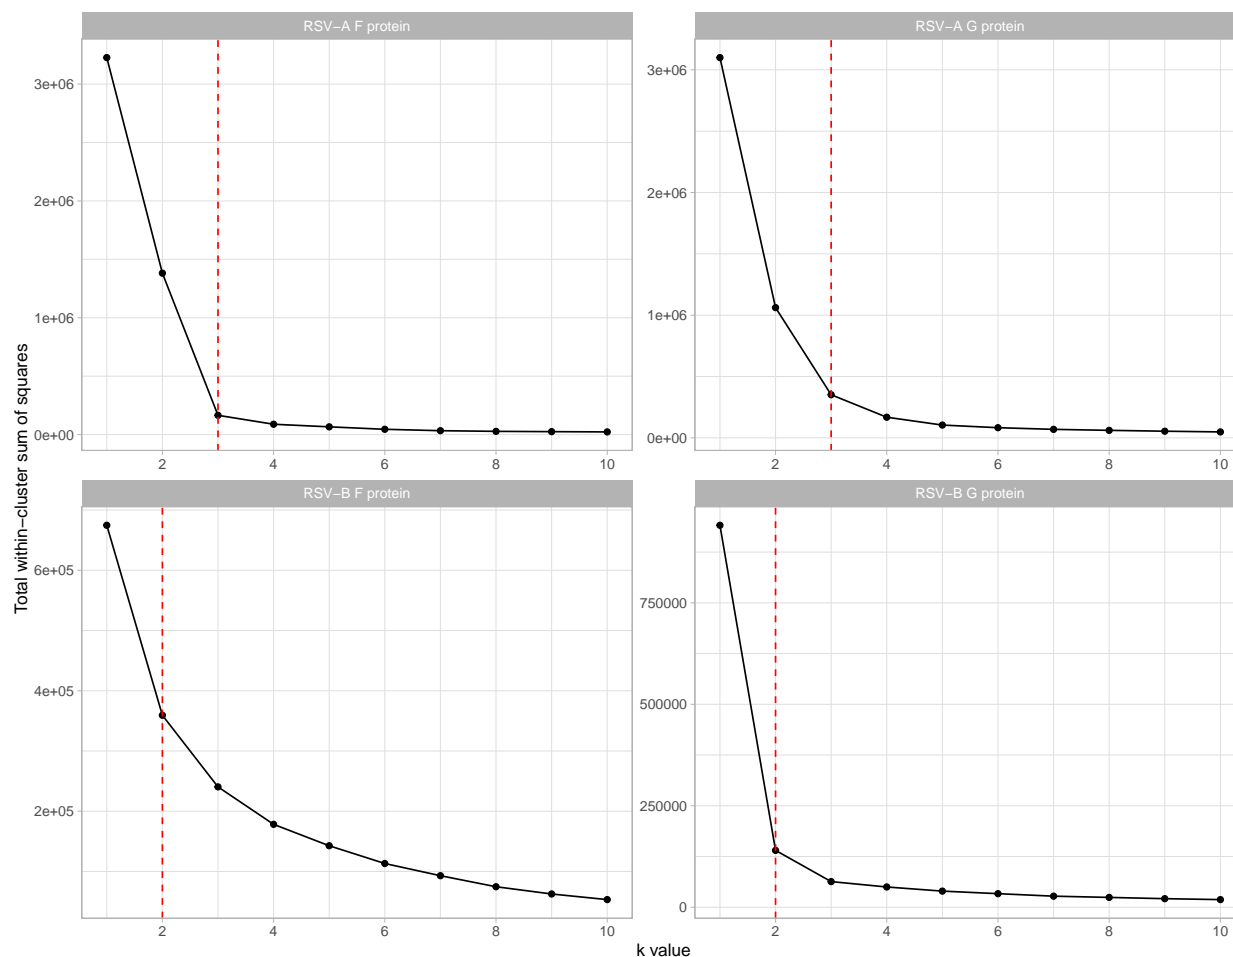 RSV−A F protein
RSV−A G protein
3e+06
2e+06
1e+06
0e+00
2 4 6 8 10
3e+06
2e+06
1e+06
0e+00
2 4 6 8 10
RSV−B F protein
RSV−B G protein
6e+05
4e+05
2e+05
2 4 6 8 10
750000
500000
250000
0
2 4 6 8 10
Total within−cluster sum of squares
k value